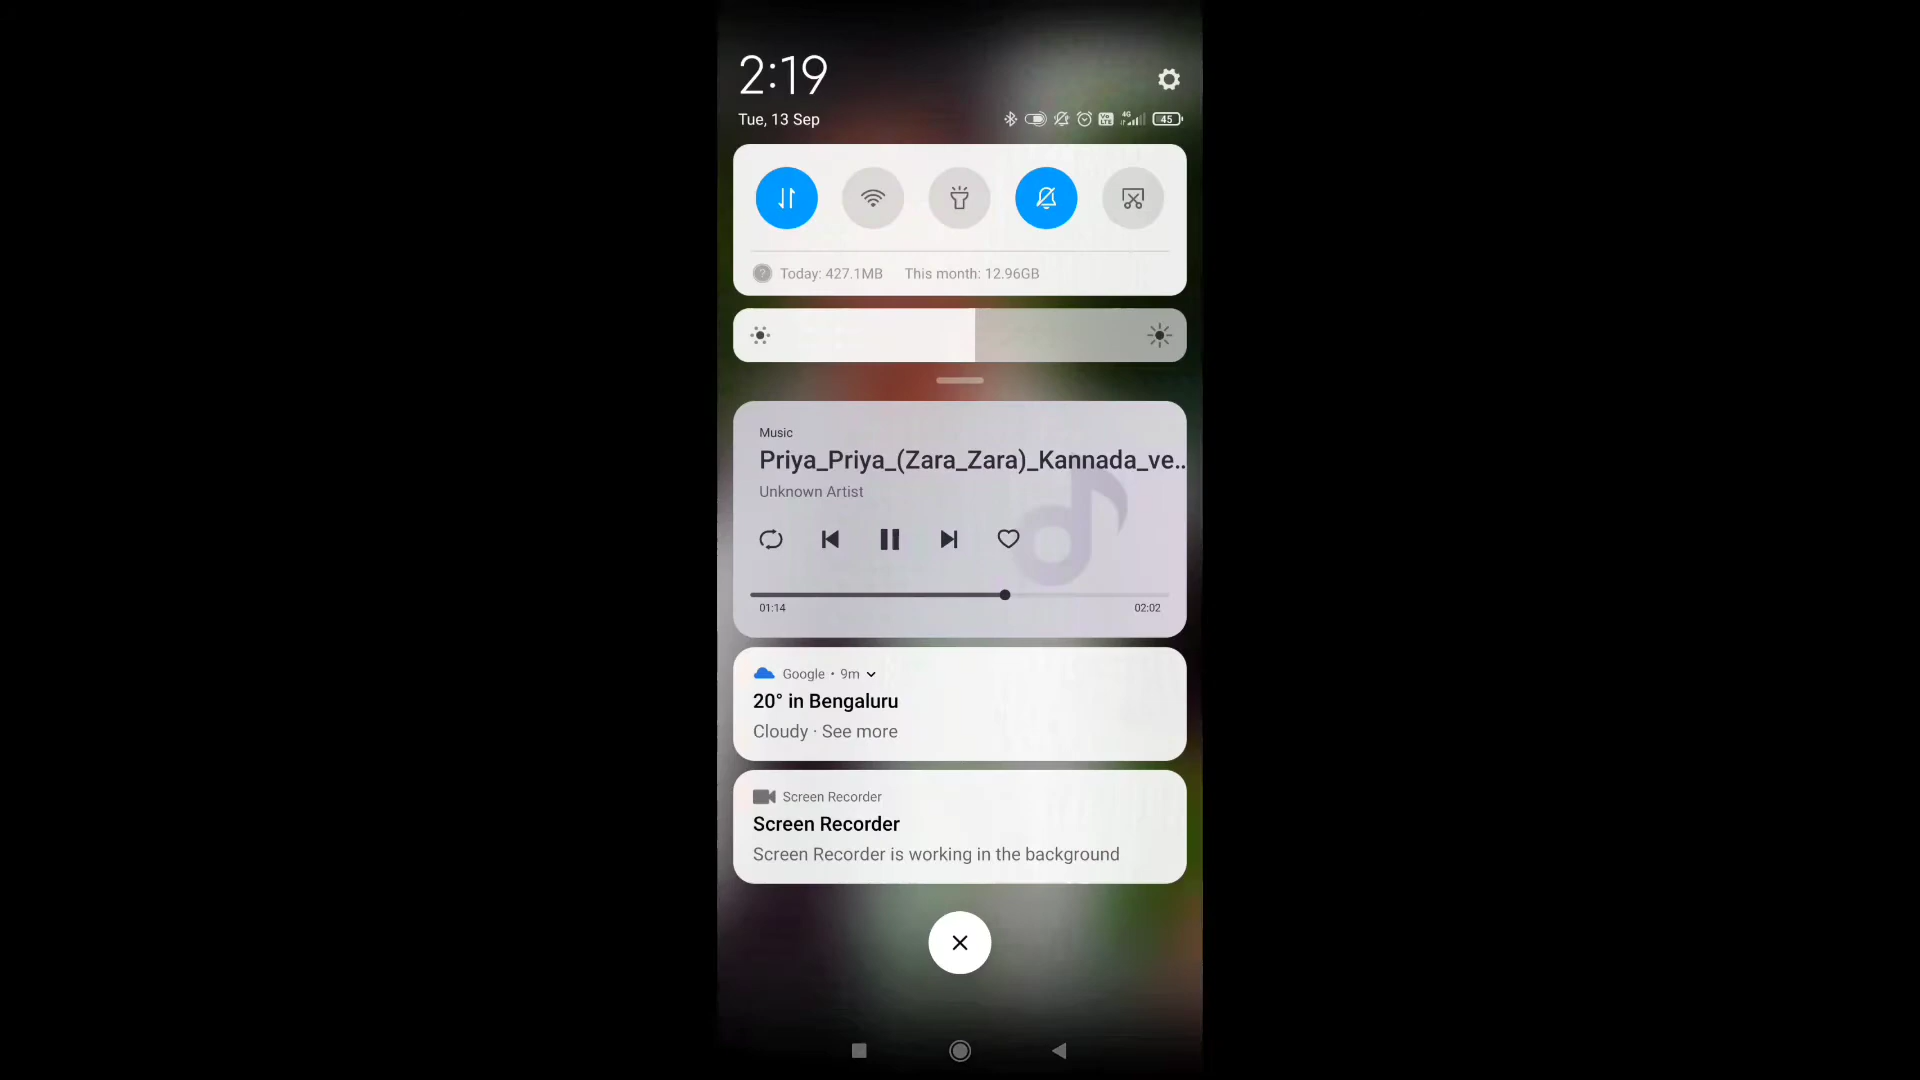 2:19
Tue, 13 Sep
4G
45
Today: 427.1MB This month: 12.96GB
Music
Priya_Priya_(Zara_Zara)_Kannada_ve..
Unknown Artist
01:14 02:02
Google • 9m
20° in Bengaluru
Cloudy · See more
Screen Recorder
Screen Recorder
Screen Recorder is working in the background